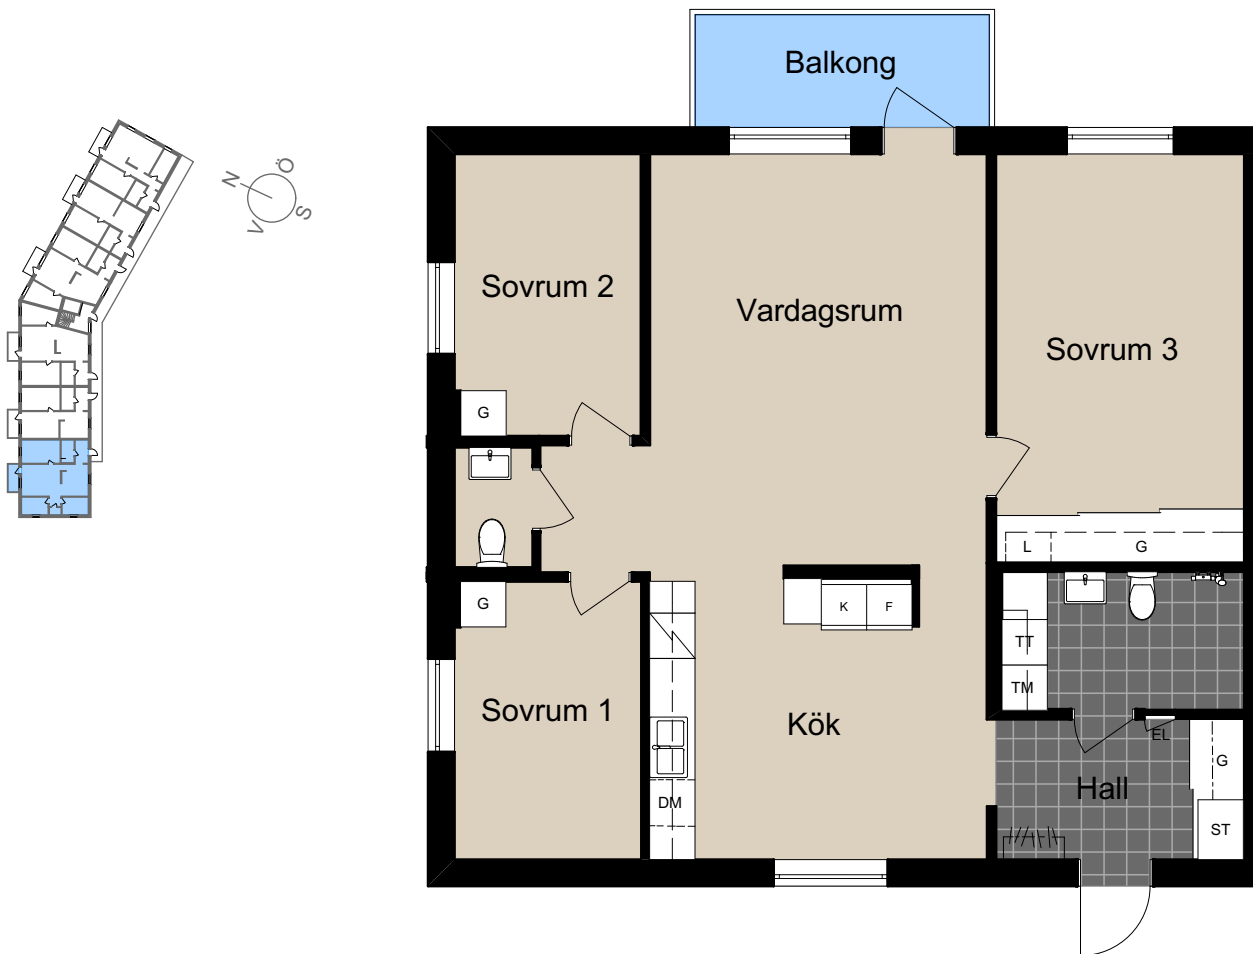 Balkong
N
Ö
V
S
Sovrum 2
Vardagsrum
Sovrum 3
G
L
G
G
K
F
TT
TM
Sovrum 1
Kök
EL
G
Hall
DM
ST